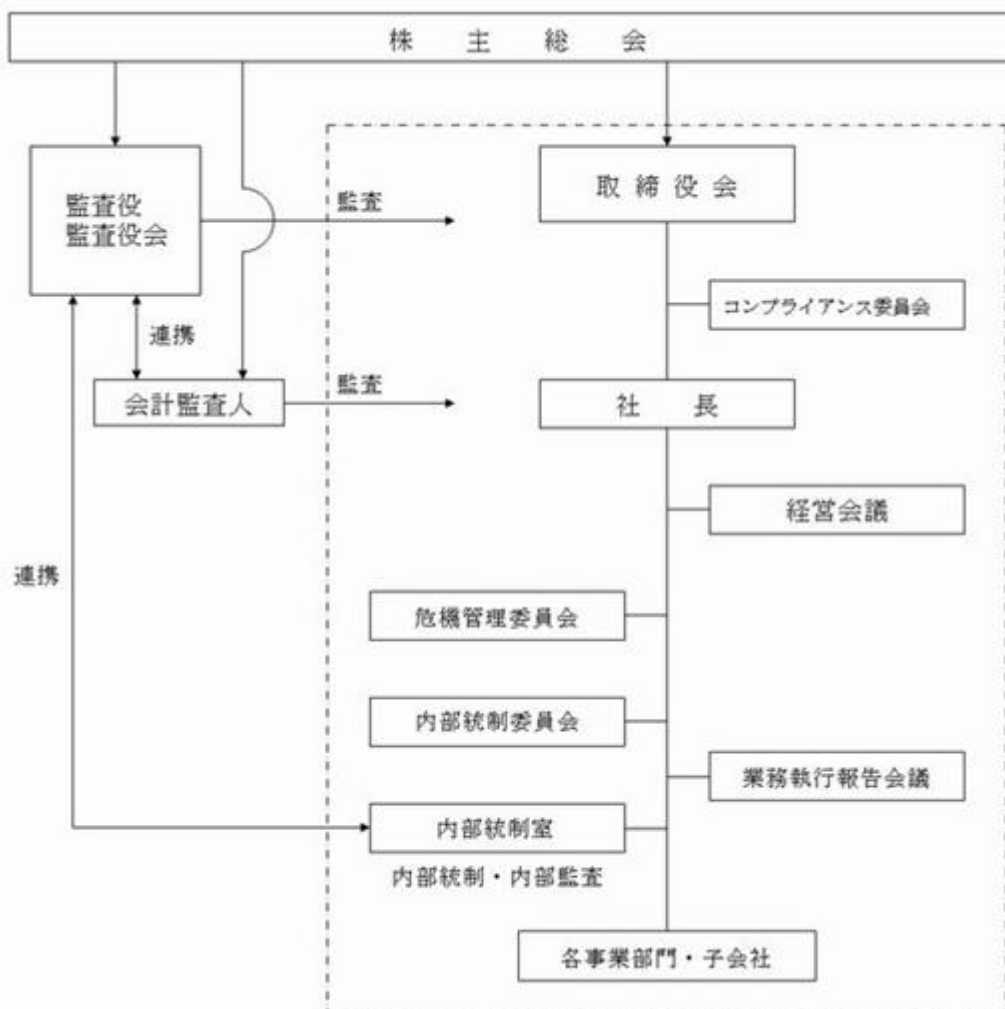 株主総会
監査役
監査役会
監査
取締役会
コンプライアンス委員会
連携
会計監査人
監査
社長
経営会議
連携
危機管理委員会
内部統制委員会
業務執行報告会議
内部統制室
内部統制・内部監査
各事業部門・子会社